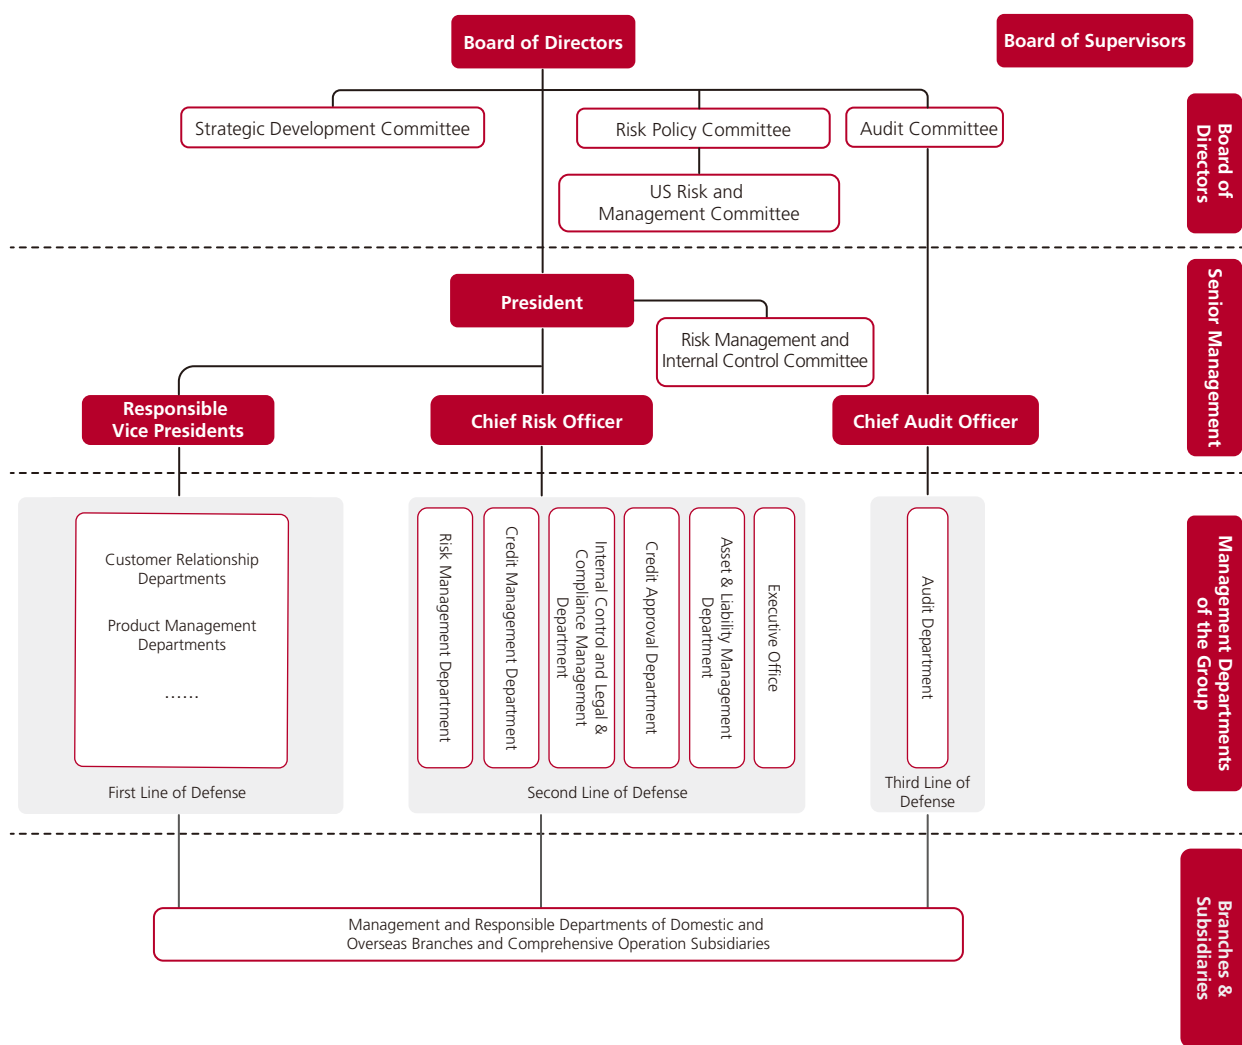 Board of Directors
Board of Supervisors
Strategic Development Committee
Risk Policy Committee
Audit Committee
US Risk and
Management Committee
Board of
Directors
President
Risk Management and
Internal Control Committee
Responsible
Vice Presidents
Chief Risk Officer
Chief Audit Officer
Senior Management
Customer Relationship
Departments
Product Management
Departments
......
First Line of Defense
Risk Management Department
Credit Management Department
Internal Control and Legal &
Compliance Management
Department
Credit Approval Department
Asset & Liability Management
Department
Executive Office
Second Line of Defense
Audit Department
Third Line of
Defense
Management Departments
of the Group
Management and Responsible Departments of Domestic and
Overseas Branches and Comprehensive Operation Subsidiaries
Branches &
Subsidiaries